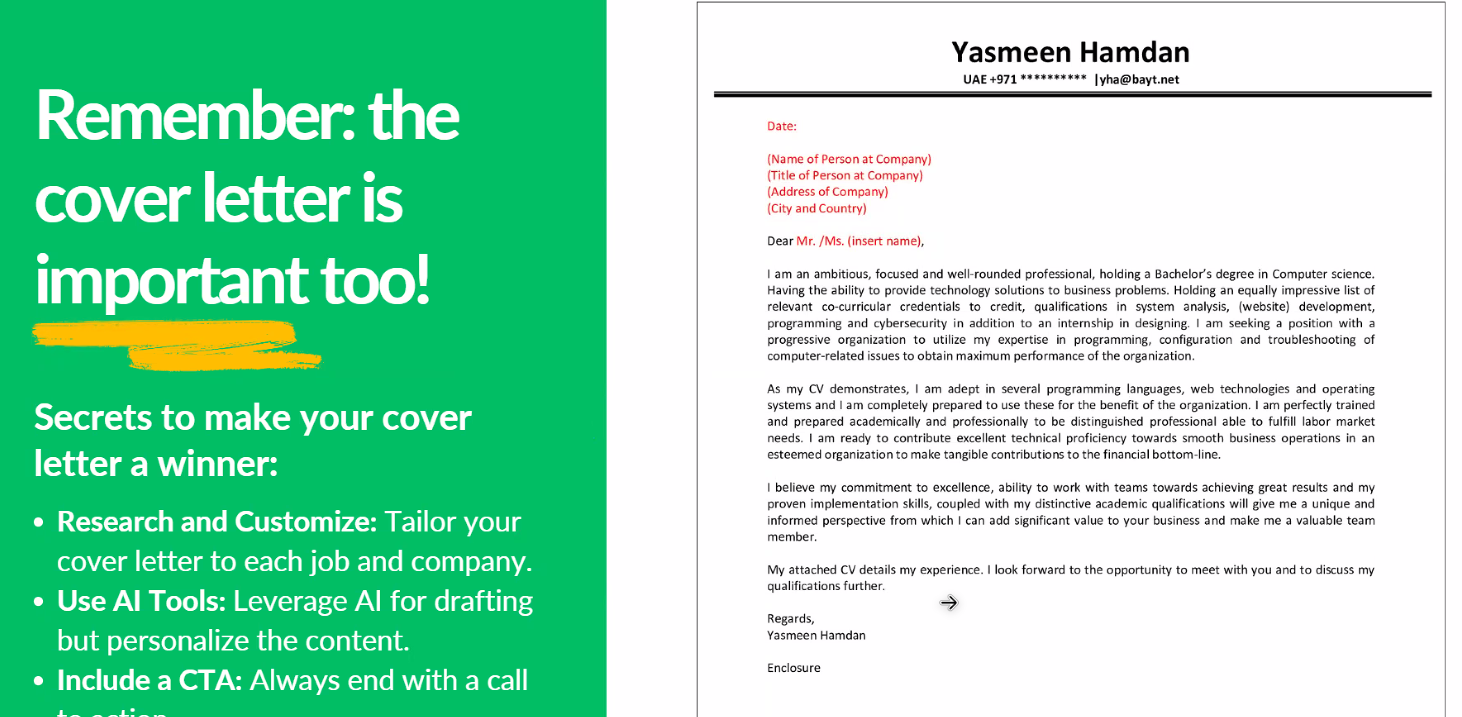 Remember: the
cover letter is
important too!
Secrets to make your cover
letter a winner:
• Research and Customize: Tailor your
cover letter to each job and company.
• Use AI Tools: Leverage AI for drafting
but personalize the content.
• Include a CTA: Always end with a call
to action
Yasmeen Hamdan
UAE +971 ********** |yha@bayt.net
Date:
(Name of Person at Company)
(Title of Person at Company)
(Address of Company)
(City and Country)
Dear Mr. /Ms. (insert name),
I am an ambitious, focused and well-rounded professional, holding a Bachelor’s degree in Computer science.
Having the ability to provide technology solutions to business problems. Holding an equally impressive list of
relevant co-curricular credentials to credit, qualifications in system analysis, (website) development,
programming and cybersecurity in addition to an internship in designing. I am seeking a position with a
progressive organization to utilize my expertise in programming, configuration and troubleshooting of
computer-related issues to obtain maximum performance of the organization.
As my CV demonstrates, I am adept in several programming languages, web technologies and operating
systems and I am completely prepared to use these for the benefit of the organization. I am perfectly trained
and prepared academically and professionally to be distinguished professional able to fulfill labor market
needs. I am ready to contribute excellent technical proficiency towards smooth business operations in an
esteemed organization to make tangible contributions to the financial bottom-line.
I believe my commitment to excellence, ability to work with teams towards achieving great results and my
proven implementation skills, coupled with my distinctive academic qualifications will give me a unique and
informed perspective from which I can add significant value to your business and make me a valuable team
member.
My attached CV details my experience. I look forward to the opportunity to meet with you and to discuss my
qualifications further.
Regards,
Yasmeen Hamdan
Enclosure